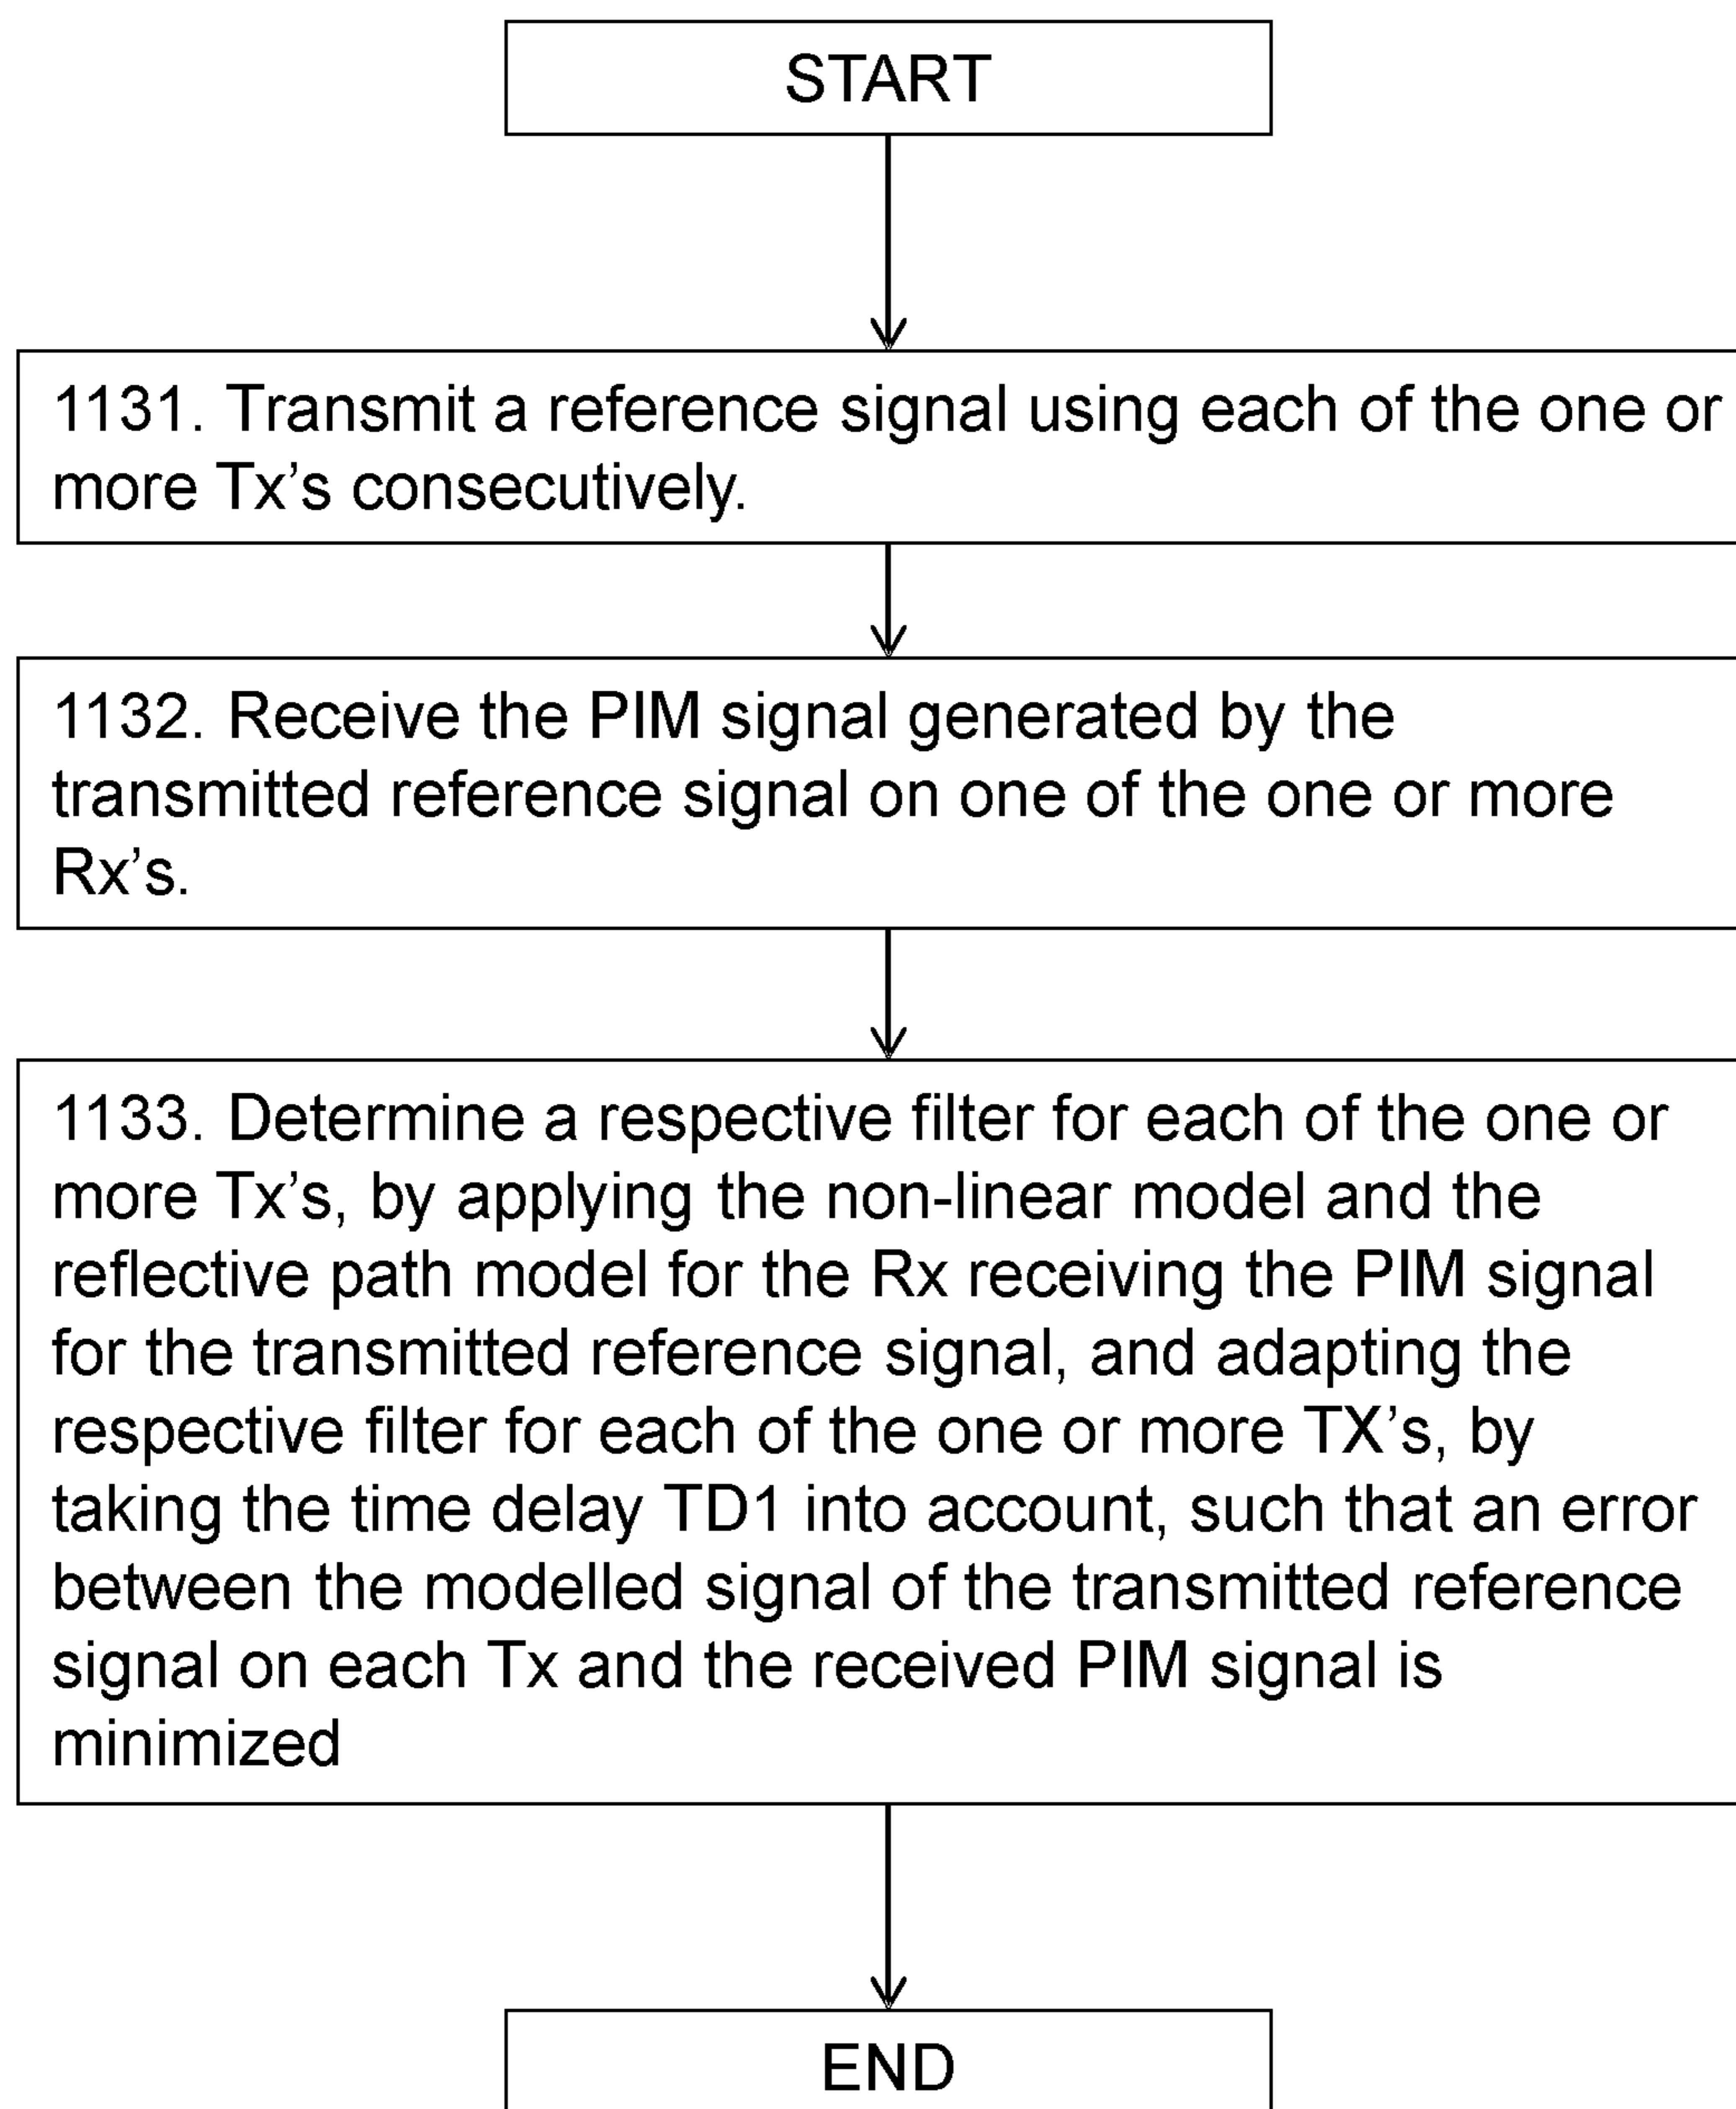 START
1131. Transmit a reference signal using each of the one or
more Tx’s consecutively.
1132. Receive the PIM signal generated by the
transmitted reference signal on one of the one or more
Rx’s.
1133. Determine a respective filter for each of the one or
more Tx’s, by applying the non-linear model and the
reflective path model for the Rx receiving the PIM signal
for the transmitted reference signal, and adapting the
respective filter for each of the one or more TX’s, by
taking the time delay TD1 into account, such that an error
between the modelled signal of the transmitted reference
signal on each Tx and the received PIM signal is
minimized
END